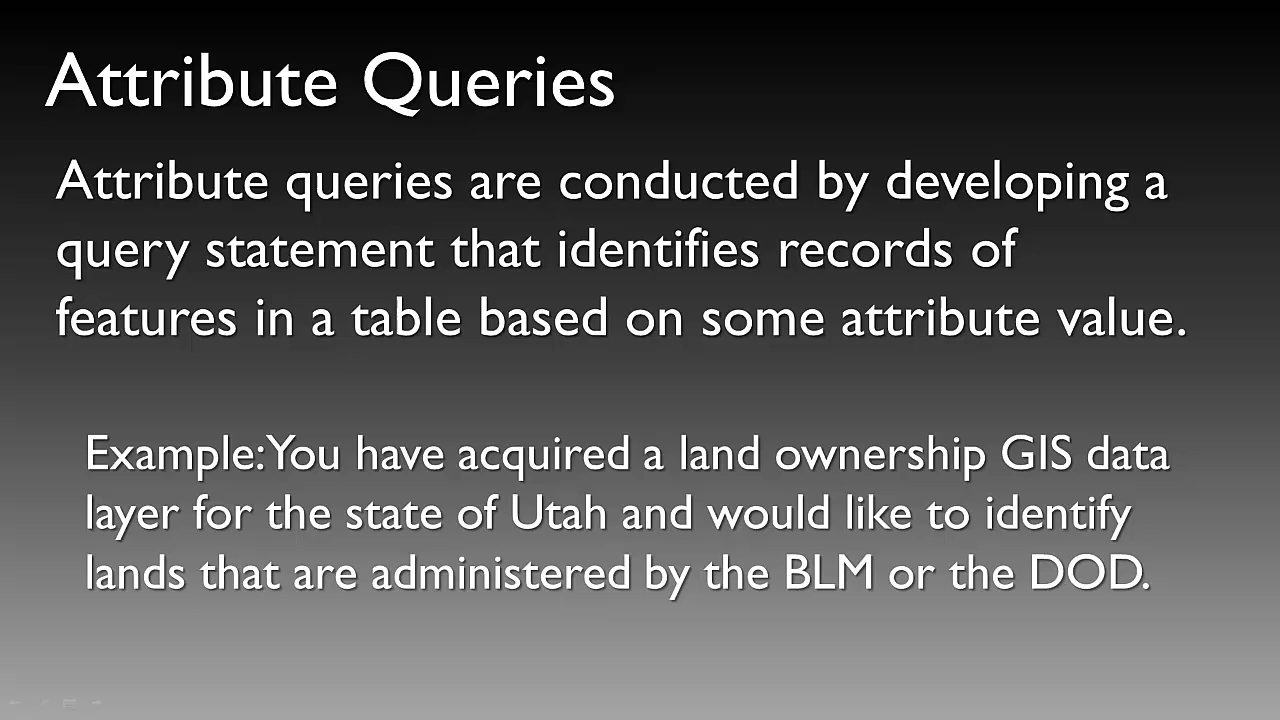 Attribute Queries
Attribute queries are conducted by developing a
query statement that identifies records of
features in a table based on some attribute value.
Example: You have acquired a land ownership GIS data
layer for the state of Utah and would like to identify
lands that are administered by the BLM or the DOD.